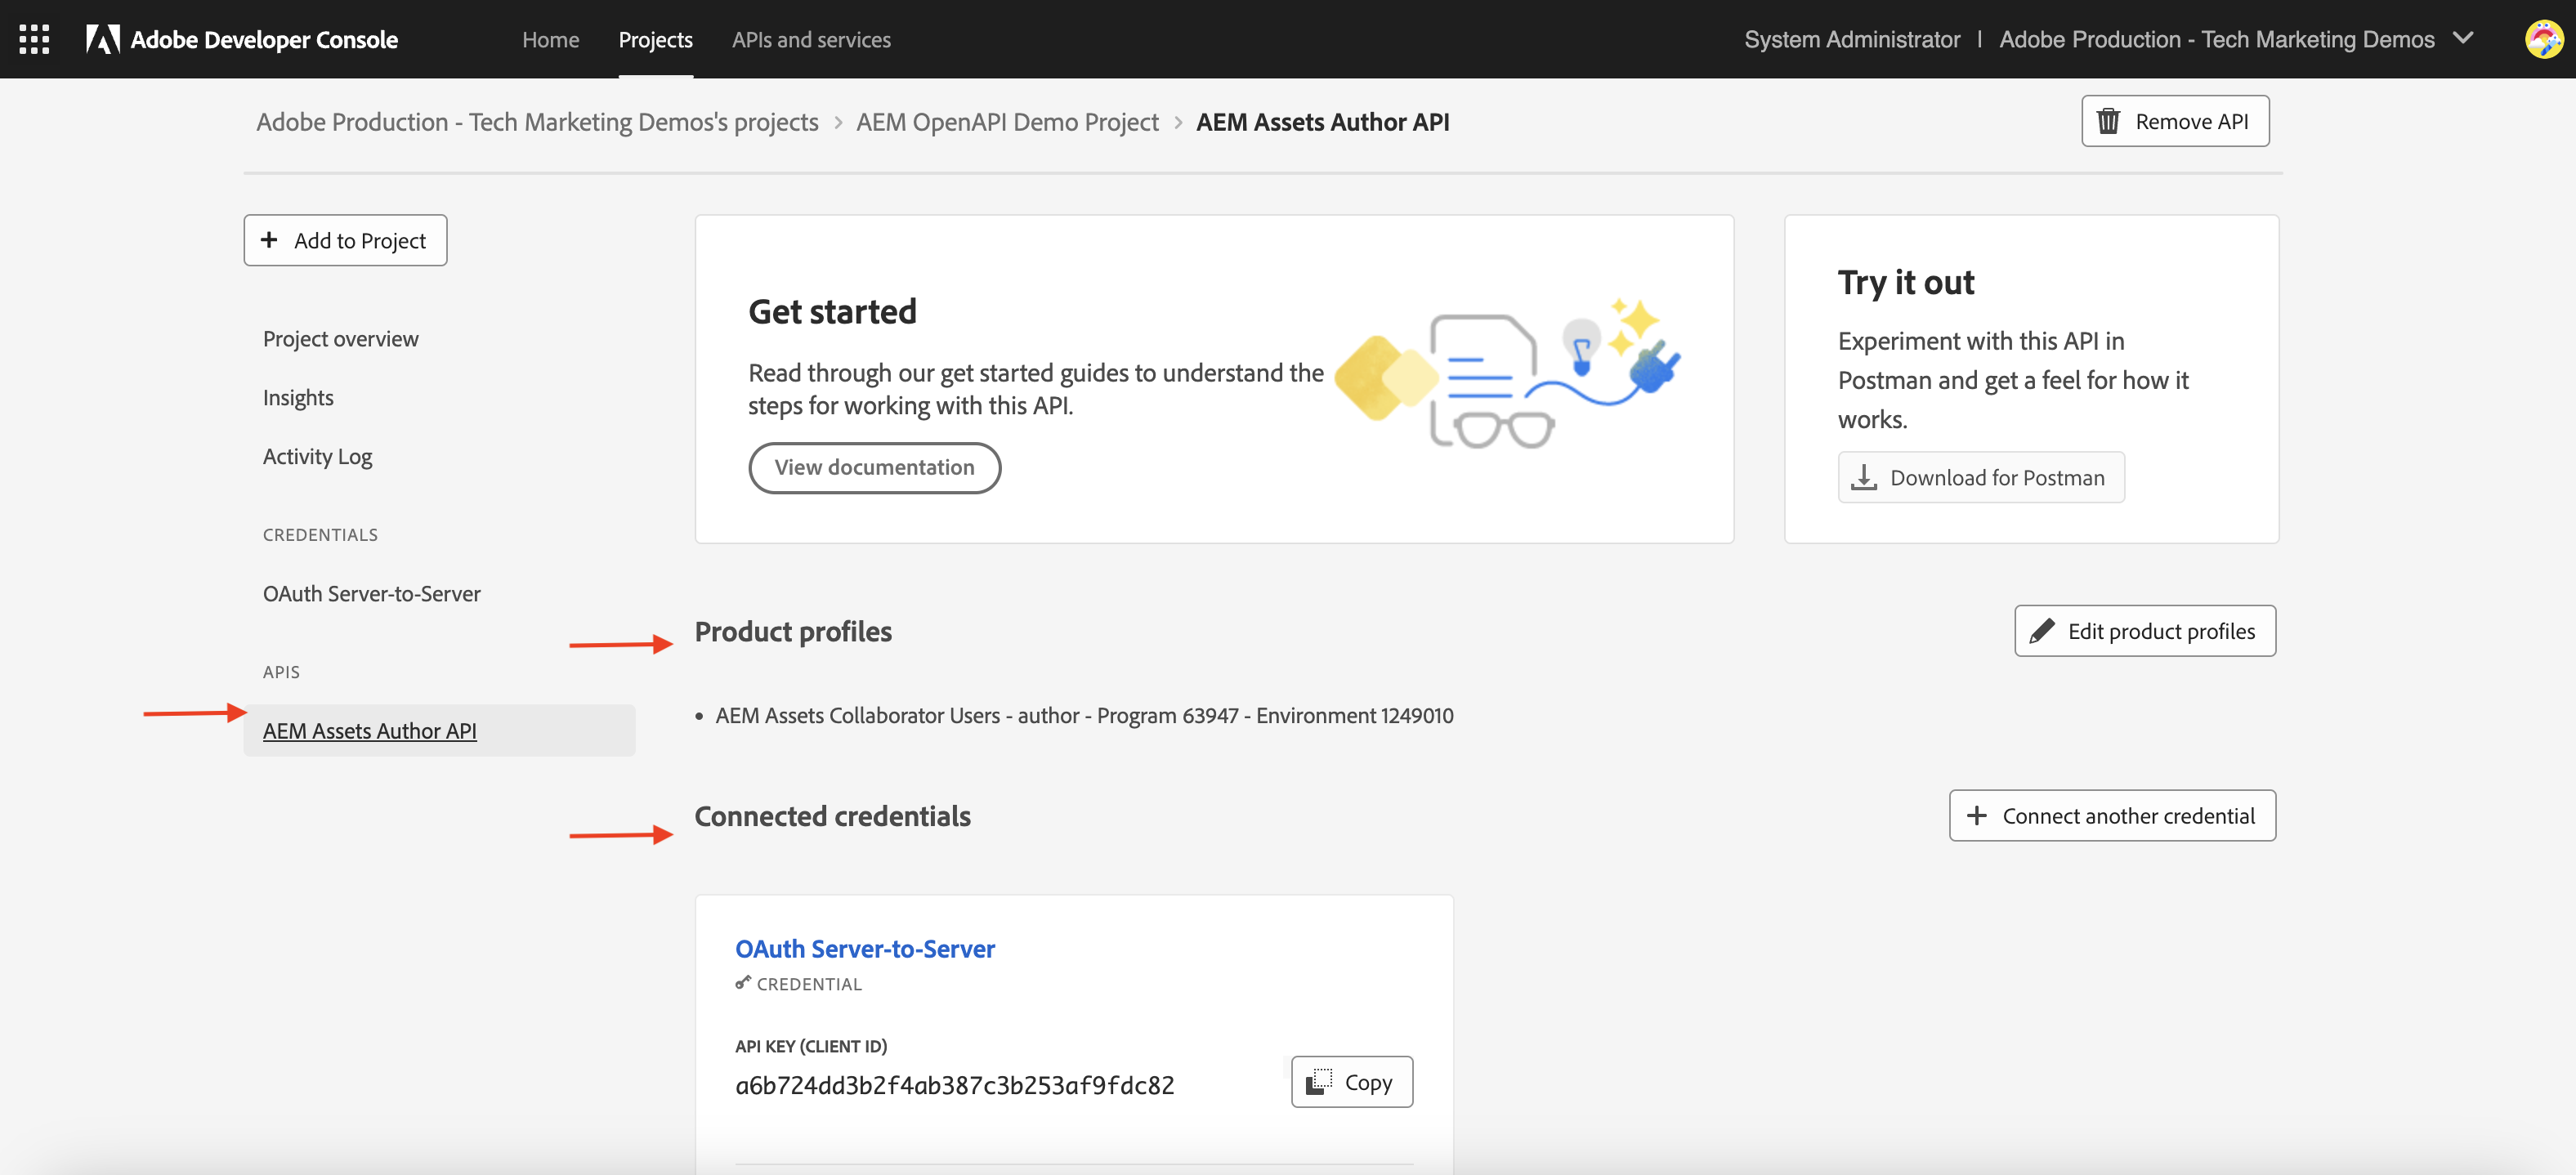 Adobe Developer Console
Home
Projects
APIs and services
System Administrator | Adobe Production - Tech Marketing Demos
Adobe Production - Tech Marketing Demos's projects > AEM OpenAPI Demo Project > AEM Assets Author API
Remove API
+ Add to Project
Project overview
Insights
Activity Log
CREDENTIALS
OAuth Server-to-Server
APIS
AEM Assets Author API
Get started
Read through our get started guides to understand the
steps for working with this API.
View documentation
Try it out
Experiment with this API in
Postman and get a feel for how it
works.
Download for Postman
Product profiles
Edit product profiles
• AEM Assets Collaborator Users - author - Program 63947 - Environment 1249010
Connected credentials
+ Connect another credential
OAuth Server-to-Server
CREDENTIAL
API KEY (CLIENT ID)
a6b724dd3b2f4ab387c3b253af9fdc82
Copy